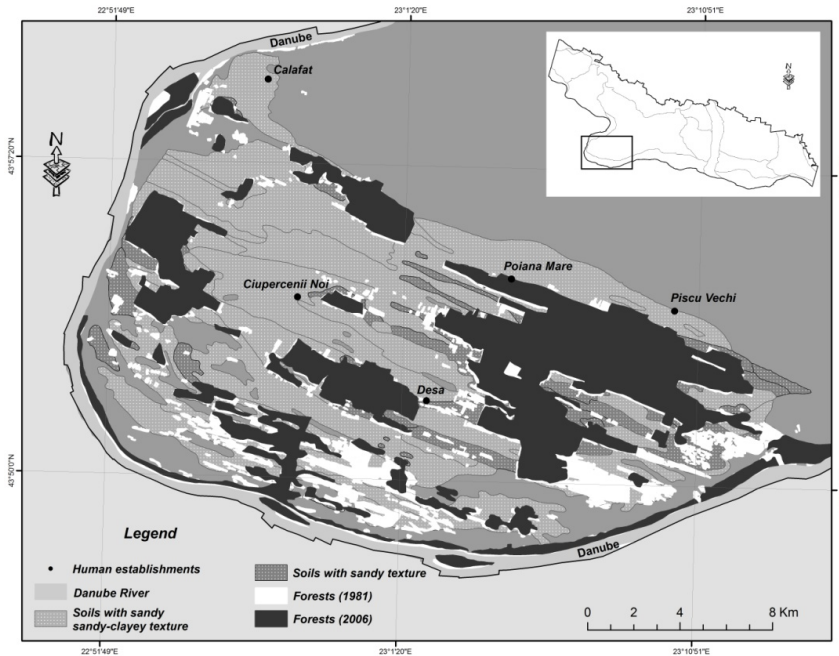 22°51'49"E 23°1'20"E 23°10'51"E
Danube
Calafat
N
N
43°57'20"N
Poiana Mare
Ciupercenii Noi
Piscu Vechi
Desa
43°50'0"N
Legend
Danube
Human establishments
Soils with sandy texture
Danube River
Forests (1981)
Soils with sandy
sandy-clayey texture
Forests (2006)
0 2 4 8 Km
22°51'49"E 23°1'20"E 23°10'51"E